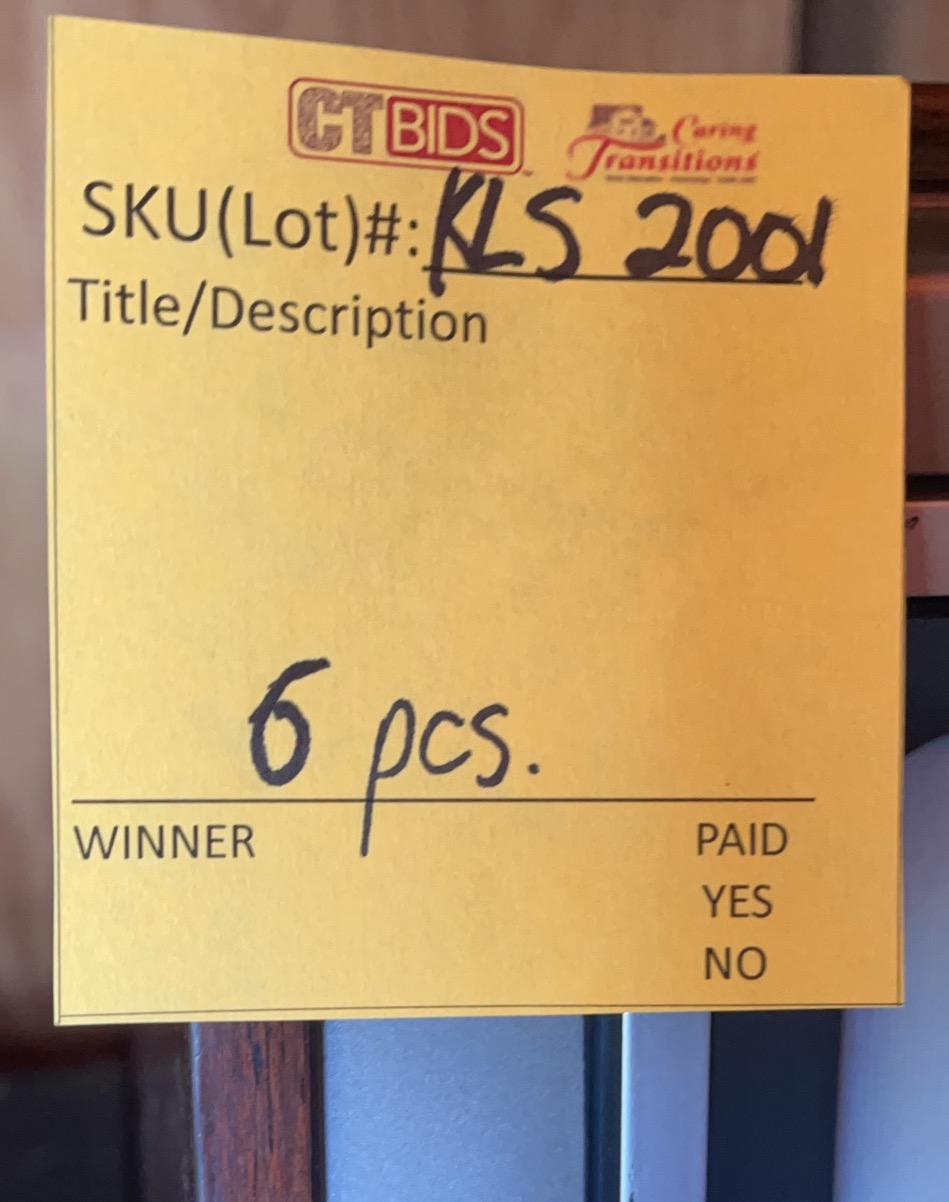 CTBIDS
Caring
Transitions
SKU(Lot)#: KLS 2001
Title/Description
6 pcs.
WINNER
PAID
YES
NO